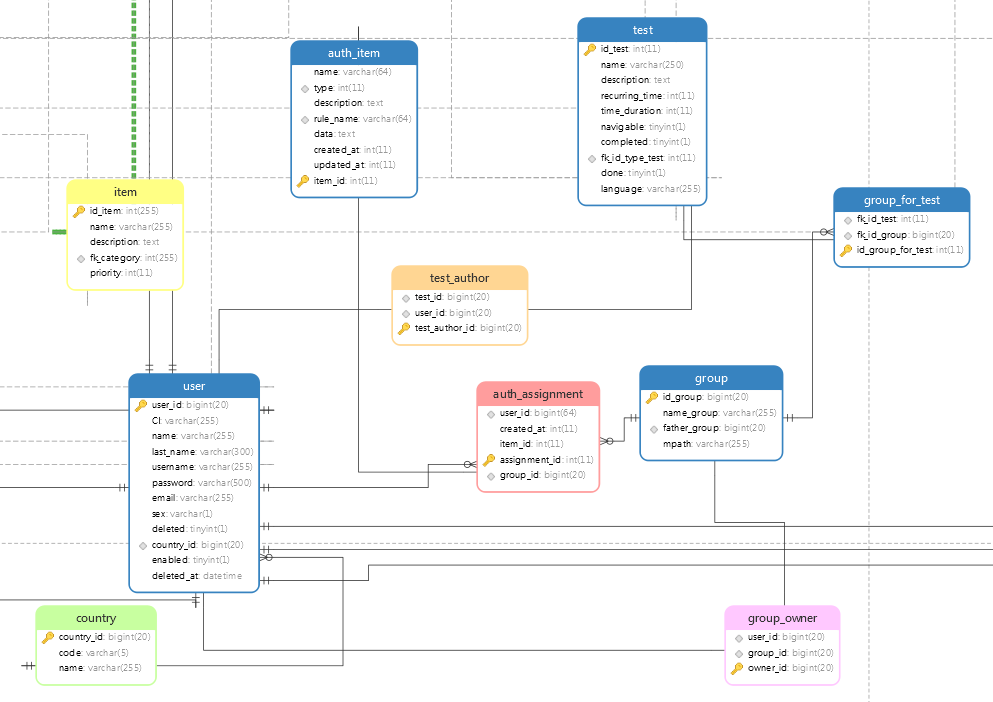 test
id_test: int(11)
name: varchar(250)
description: text
recurring_time: int(11)
time_duration: int(11)
navigable: tinyint(1)
completed: tinyint(1)
fk_id_type_test: int(11)
done: tinyint(1)
language: varchar(255)
auth_item
name: varchar(64)
type: int(11)
description: text
rule_name: varchar(64)
data: text
created_at: int(11)
updated_at: int(11)
item_id: int(11)
item
id_item: int(255)
name: varchar(255)
description: text
fk_category: int(255)
priority: int(11)
group_for_test
fk_id_test: int(11)
fk_id_group: bigint(20)
id_group_for_test: int(11)
test_author
test_id: bigint(20)
user_id: bigint(20)
test_author_id: bigint(20)
user
user_id: bigint(20)
CI: varchar(255)
name: varchar(255)
last_name: varchar(300)
username: varchar(255)
password: varchar(500)
email: varchar(255)
sex: varchar(1)
deleted: tinyint(1)
country_id: bigint(20)
enabled: tinyint(1)
deleted_at: datetime
auth_assignment
user_id: bigint(64)
created_at: int(11)
item_id: int(11)
assignment_id: int(11)
group_id: bigint(20)
group
id_group: bigint(20)
name_group: varchar(255)
father_group: bigint(20)
mpath: varchar(255)
country
country_id: bigint(20)
code: varchar(5)
name: varchar(255)
group_owner
user_id: bigint(20)
group_id: bigint(20)
owner_id: bigint(20)